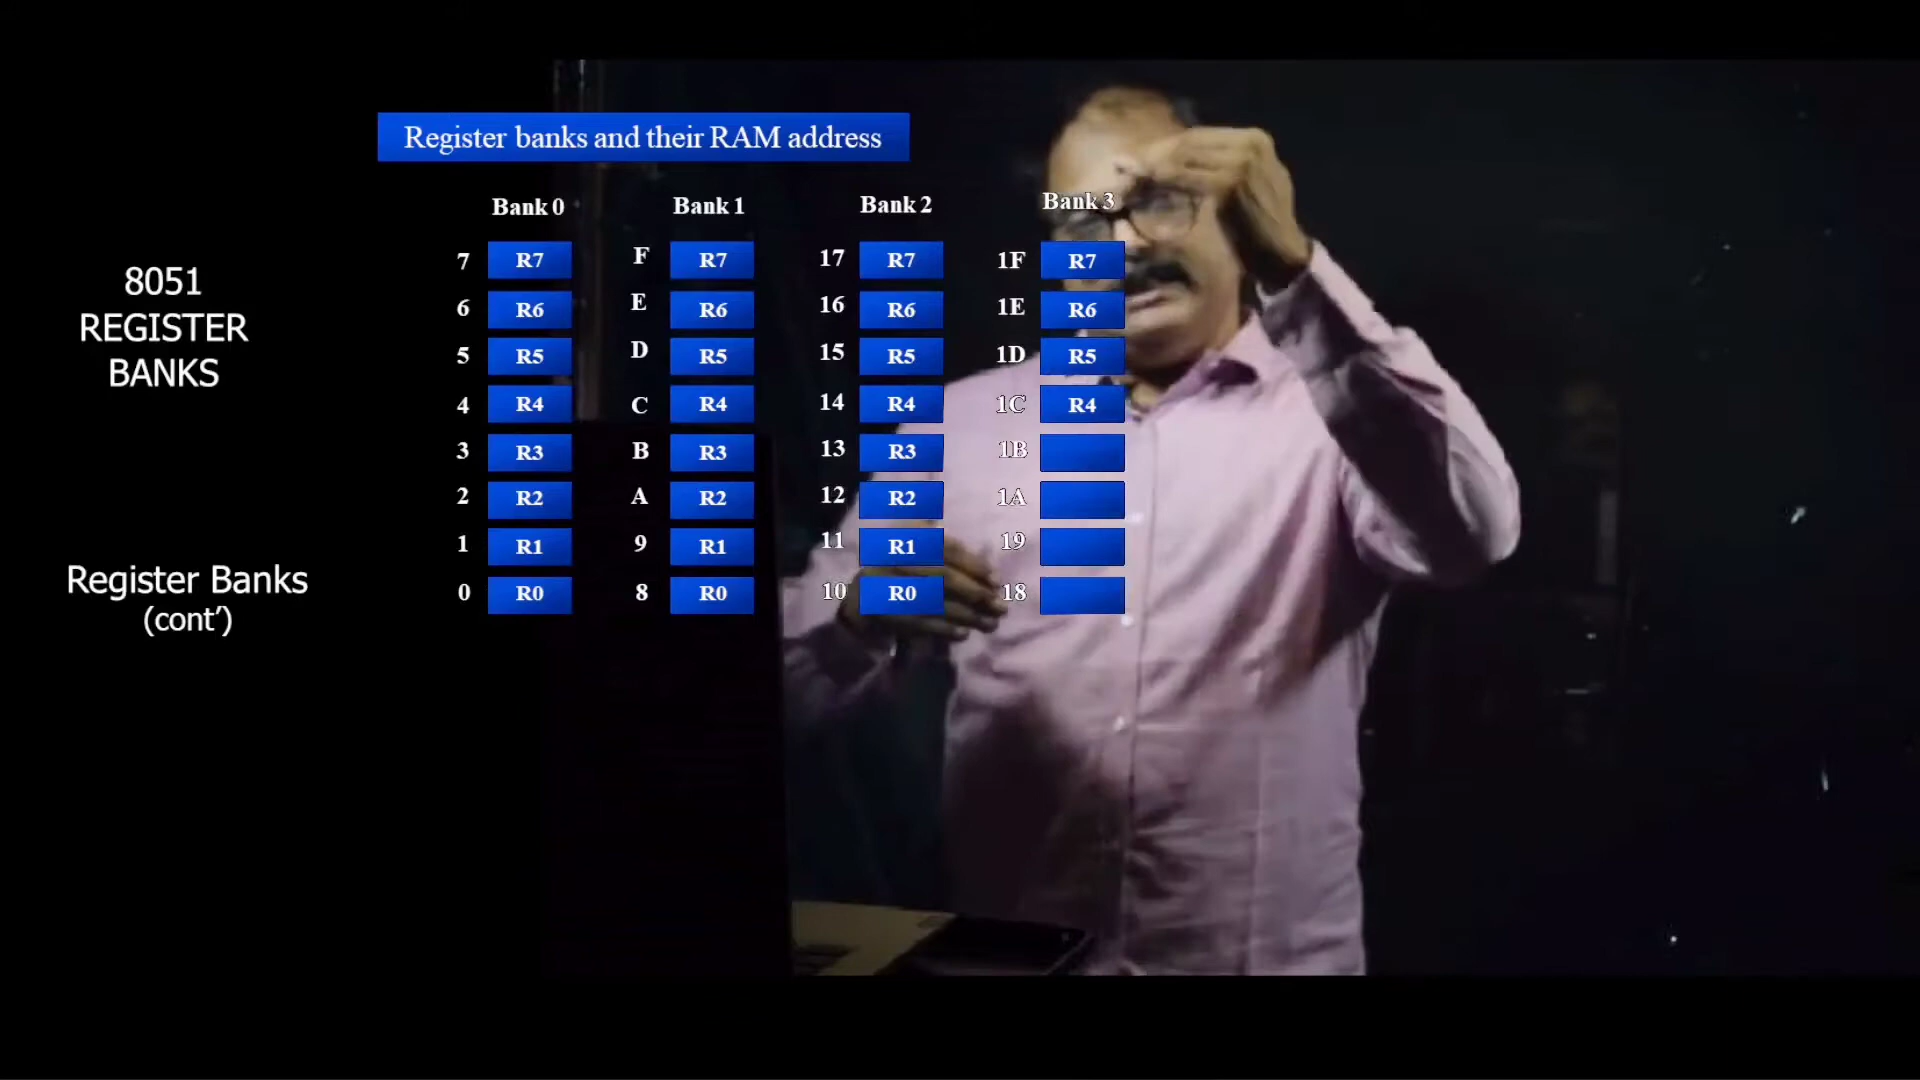 Register banks and their RAM address
8051
REGISTER
BANKS
Register Banks
(cont’)
Bank 0 Bank 1 Bank 2 Bank 3
7 R7 F R7 17 R7 1F R7
6 R6 E R6 16 R6 1E R6
5 R5 D R5 15 R5 1D R5
4 R4 C R4 14 R4 1C R4
3 R3 B R3 13 R3 1B
2 R2 A R2 12 R2 1A
1 R1 9 R1 11 R1 19
0 R0 8 R0 10 R0 18